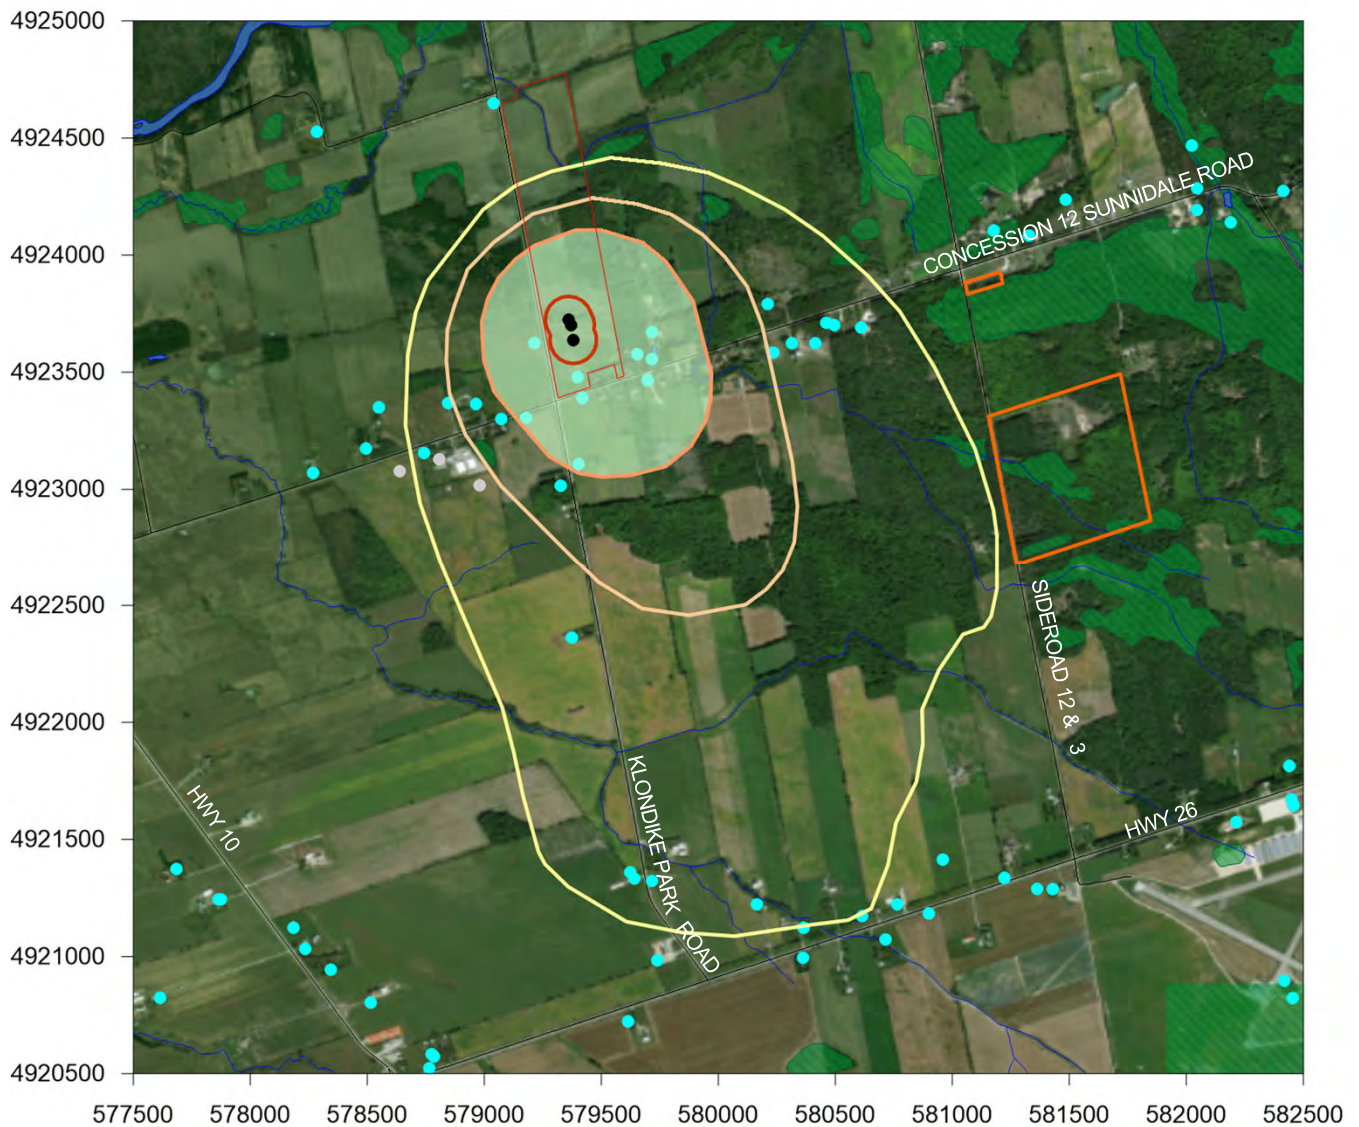 4925000
4924500
4924000
4923500
4923000
4922500
4922000
4921500
4921000
4920500
577500 578000 578500 579000 579500 580000 580500 581000 581500 582000 582500
CONCESSION 12 SUNNIDALE ROAD
SIDEROAD 12 & 3
KLONDIKE PARK ROAD
HWY 10
HWY 26